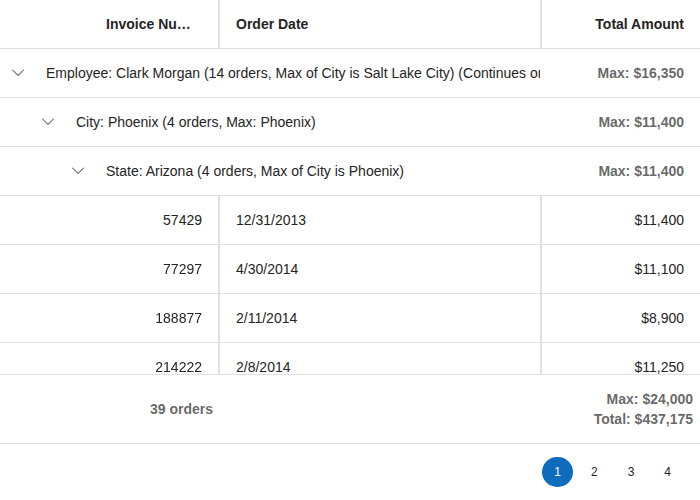 Invoice Nu… Order Date Total Amount
Employee: Clark Morgan (14 orders, Max of City is Salt Lake City) (Continues on Max: $16,350
City: Phoenix (4 orders, Max: Phoenix) Max: $11,400
State: Arizona (4 orders, Max of City is Phoenix) Max: $11,400
57429 12/31/2013 $11,400
77297 4/30/2014 $11,100
188877 2/11/2014 $8,900
214222 2/8/2014 $11,250
39 orders
Max: $24,000
Total: $437,175
1 2 3 4